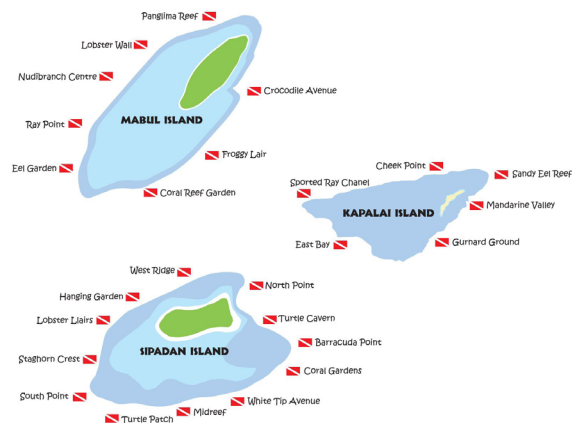 Panglima Reef
Lobster Wall
Nudibranch Centre
Crocodile Avenue
MABUL ISLAND
Ray Point
Froggy Lair
Eel Garden
Coral Reef Garden
Cheek Point
Sandy Eel Reef
Sported Ray Chanel
Mandarine Valley
KAPALAI ISLAND
East Bay
Gurnard Ground
West Ridge
North Point
Hanging Garden
Lobster Lairs
Turtle Cavern
Barracuda Point
SIPADAN ISLAND
Staghorn Crest
Coral Gardens
South Point
White Tip Avenue
Midreef
Turtle Patch